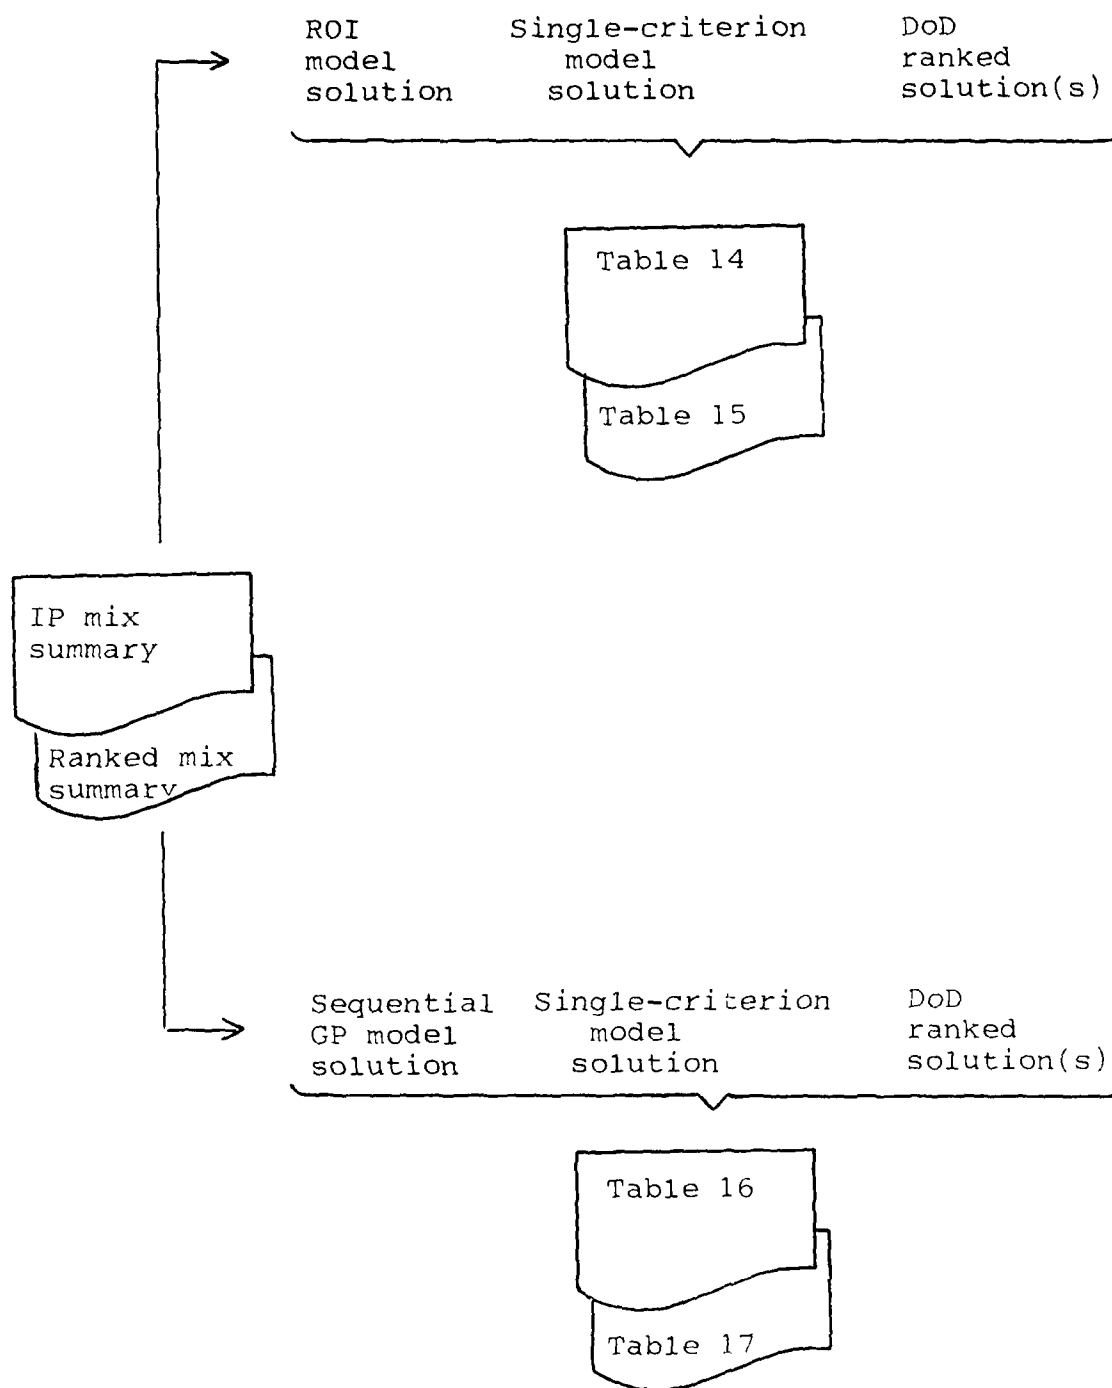 ROI
model
solution
Single-criterion
model
solution
DoD
ranked
solution(s)
Table 14
Table 15
IP mix
summary
Ranked mix
summary
Sequential
GP model
solution
Single-criterion
model
solution
DoD
ranked
solution(s)
Table 16
Table 17